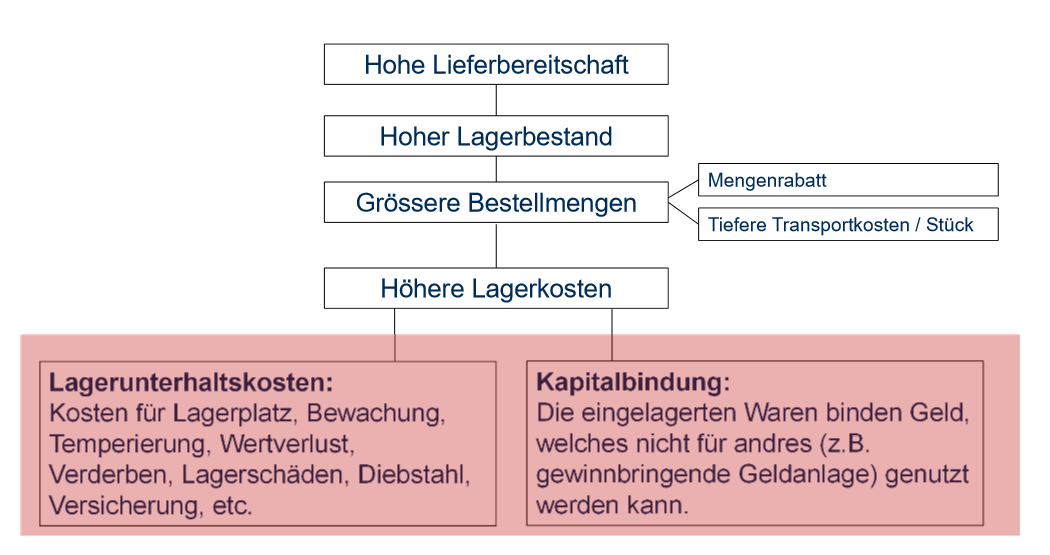 Hohe Lieferbereitschaft
Hoher Lagerbestand
Grössere Bestellmengen
Mengenrabatt
Tiefere Transportkosten / Stück
Höhere Lagerkosten
Lagerunterhaltskosten:
Kosten für Lagerplatz, Bewachung,
Temperierung, Wertverlust,
Verderben, Lagerschäden, Diebstahl,
Versicherung, etc.
Kapitalbindung:
Die eingelagerten Waren binden Geld,
welches nicht für andres (z.B.
gewinnbringende Geldanlage) genutzt
werden kann.